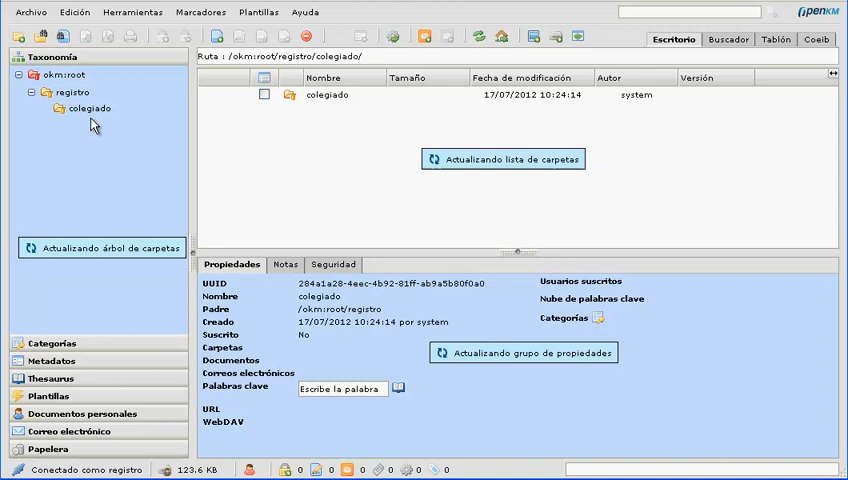 Archivo Edición Herramientas Marcadores Plantillas Ayuda
OpenKM
Escritorio Buscador Tablón Coeib
Taxonomía
Ruta : /okm:root/registro/colegiado/
okm:root
registro
colegiado
Nombre Tamaño Fecha de modificación Autor Versión
colegiado 17/07/2012 10:24:14 system
Actualizando lista de carpetas
Actualizando árbol de carpetas
Propiedades Notas Seguridad
UUID 284a1a28-4eec-4b92-81ff-ab9a5b80f0a0
Nombre colegiado
Padre /okm:root/registro
Creado 17/07/2012 10:24:14 por system
Suscrito No
Carpetas
Documentos
Correos electrónicos
Palabras clave Escribe la palabra
URL
WebDAV
Usuarios suscritos
Nube de palabras clave
Categorías
Actualizando grupo de propiedades
Categorías
Metadatos
Thesaurus
Plantillas
Documentos personales
Correo electrónico
Papelera
Conectado como registro 123.6 KB 0 0 0 0 0 0